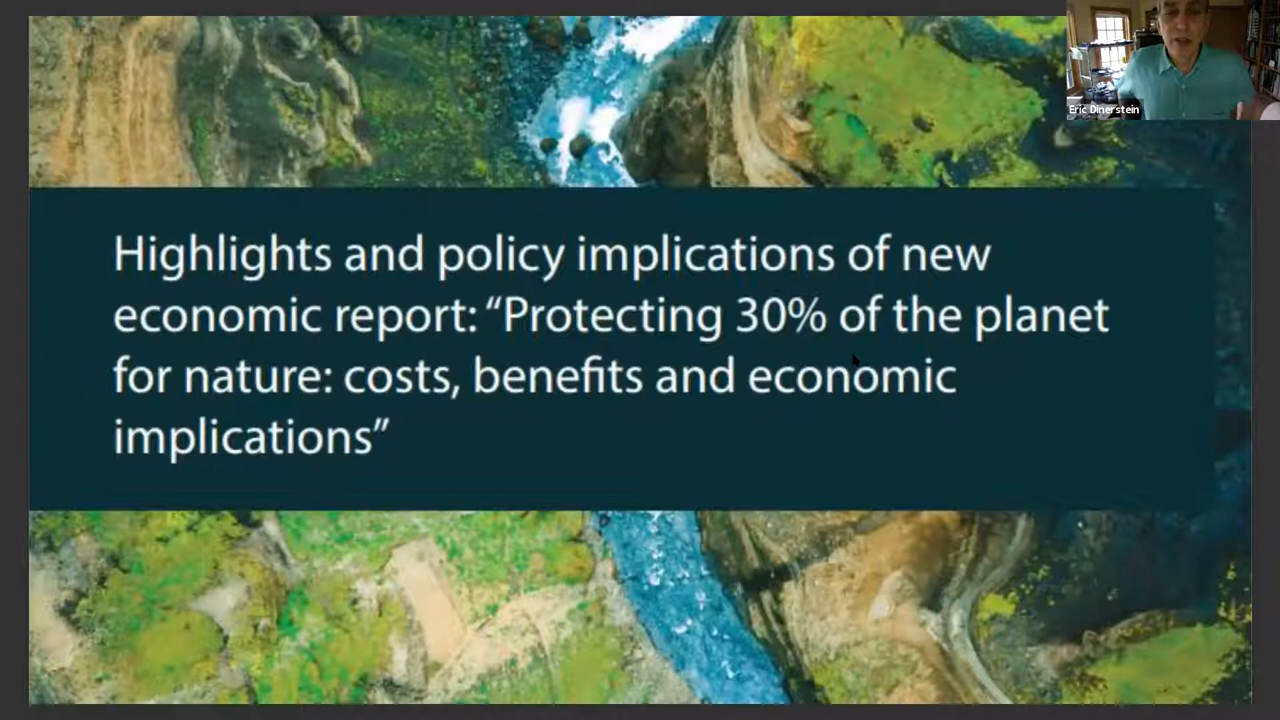 Eric Dinerstein
Highlights and policy implications of new
economic report: “Protecting 30% of the planet
for nature: costs, benefits and economic
implications”